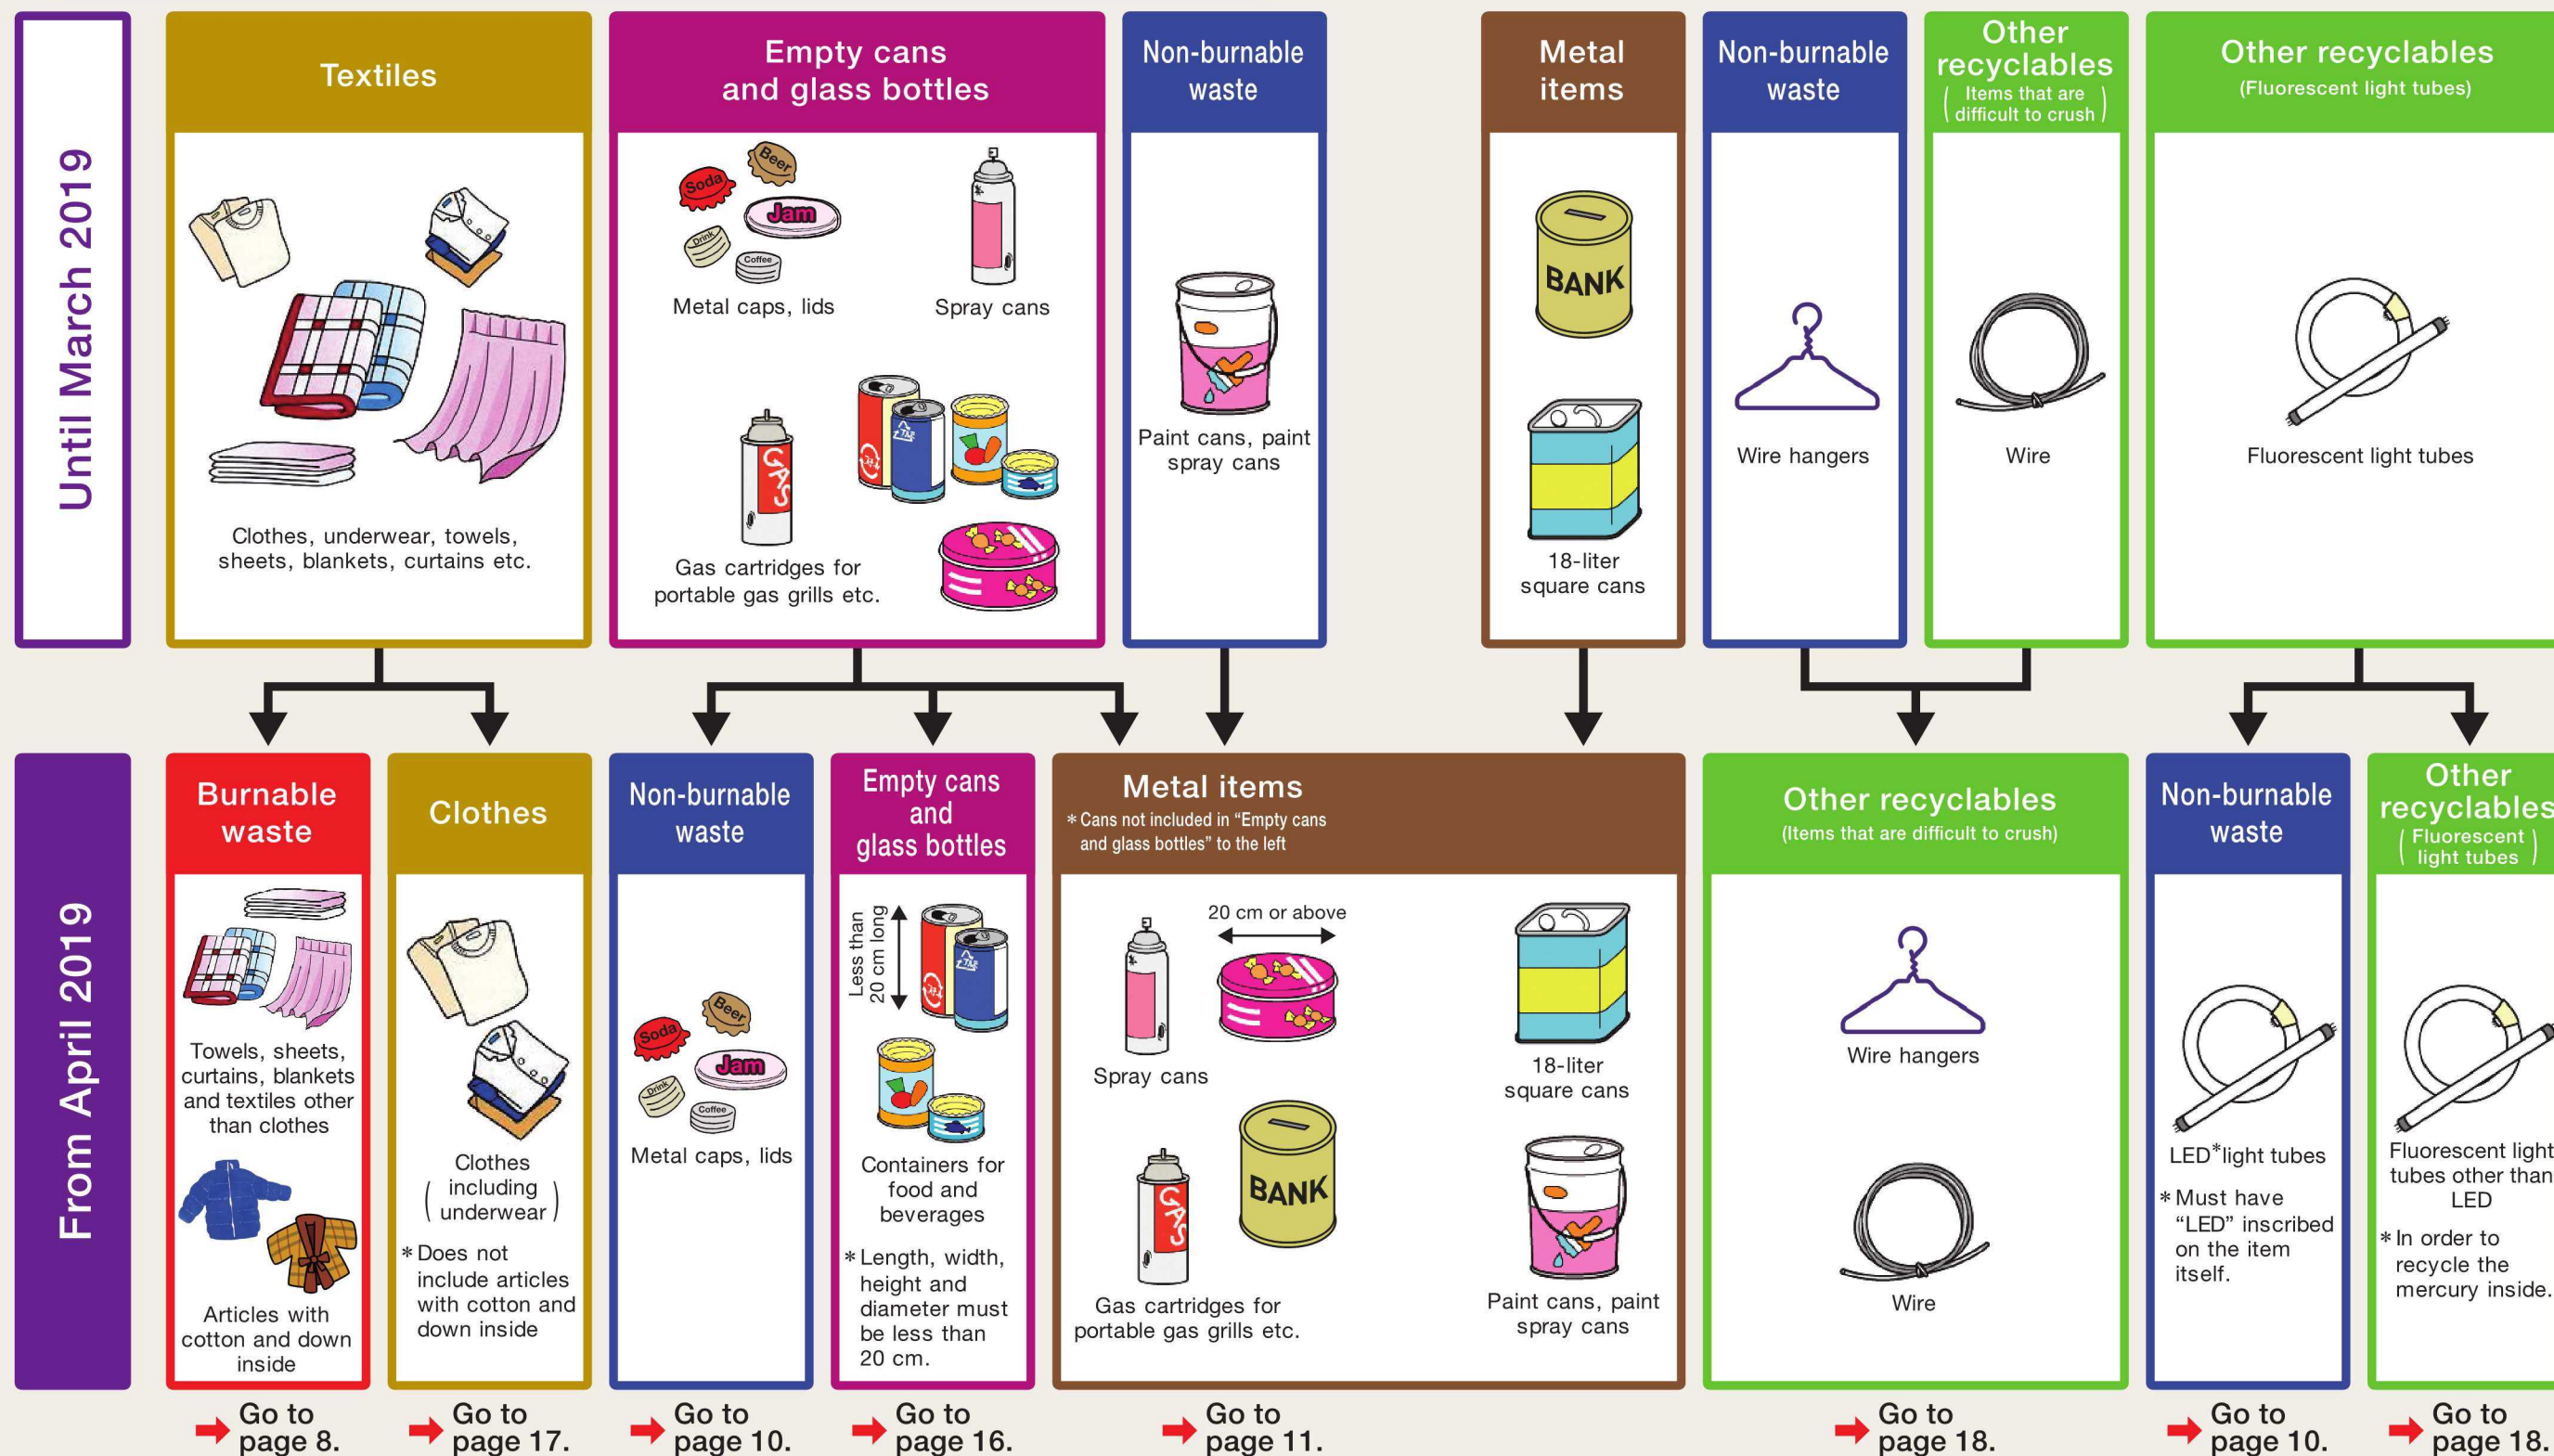 Until March 2019
Textiles
Clothes, underwear, towels,
sheets, blankets, curtains etc.
Empty cans
and glass bottles
Soda
Beer
Jam
Drink
Coffee
Metal caps, lids
Spray cans
GAS
Gas cartridges for
portable gas grills etc.
Non-burnable
waste
Paint cans, paint
spray cans
Metal
items
BANK
18-liter
square cans
Non-burnable
waste
Wire hangers
Other
recyclables
(Items that are
difficult to crush)
Wire
Other recyclables
(Fluorescent light tubes)
Fluorescent light tubes
From April 2019
Burnable
waste
Towels, sheets,
curtains, blankets
and textiles other
than clothes
Articles with
cotton and down
inside
Go to
page 8.
Clothes
Clothes
(including
underwear)
* Does not
include articles
with cotton and
down inside
Go to
page 17.
Non-burnable
waste
Soda
Beer
Jam
Drink
Coffee
Metal caps, lids
Go to
page 10.
Empty cans
and
glass bottles
Less than
20 cm long
Containers for
food and
beverages
* Length, width,
height and
diameter must
be less than
20 cm.
Go to
page 16.
Metal items
* Cans not included in “Empty cans
and glass bottles” to the left
Spray cans
20 cm or above
18-liter
square cans
GAS
Gas cartridges for
portable gas grills etc.
BANK
Paint cans, paint
spray cans
Go to
page 11.
Other recyclables
(Items that are difficult to crush)
Wire hangers
Wire
Go to
page 18.
Non-burnable
waste
LED*light tubes
* Must have
“LED” inscribed
on the item
itself.
Go to
page 10.
Other
recyclables
(Fluorescent
light tubes)
Fluorescent light
tubes other than
LED
* In order to
recycle the
mercury inside.
Go to
page 18.